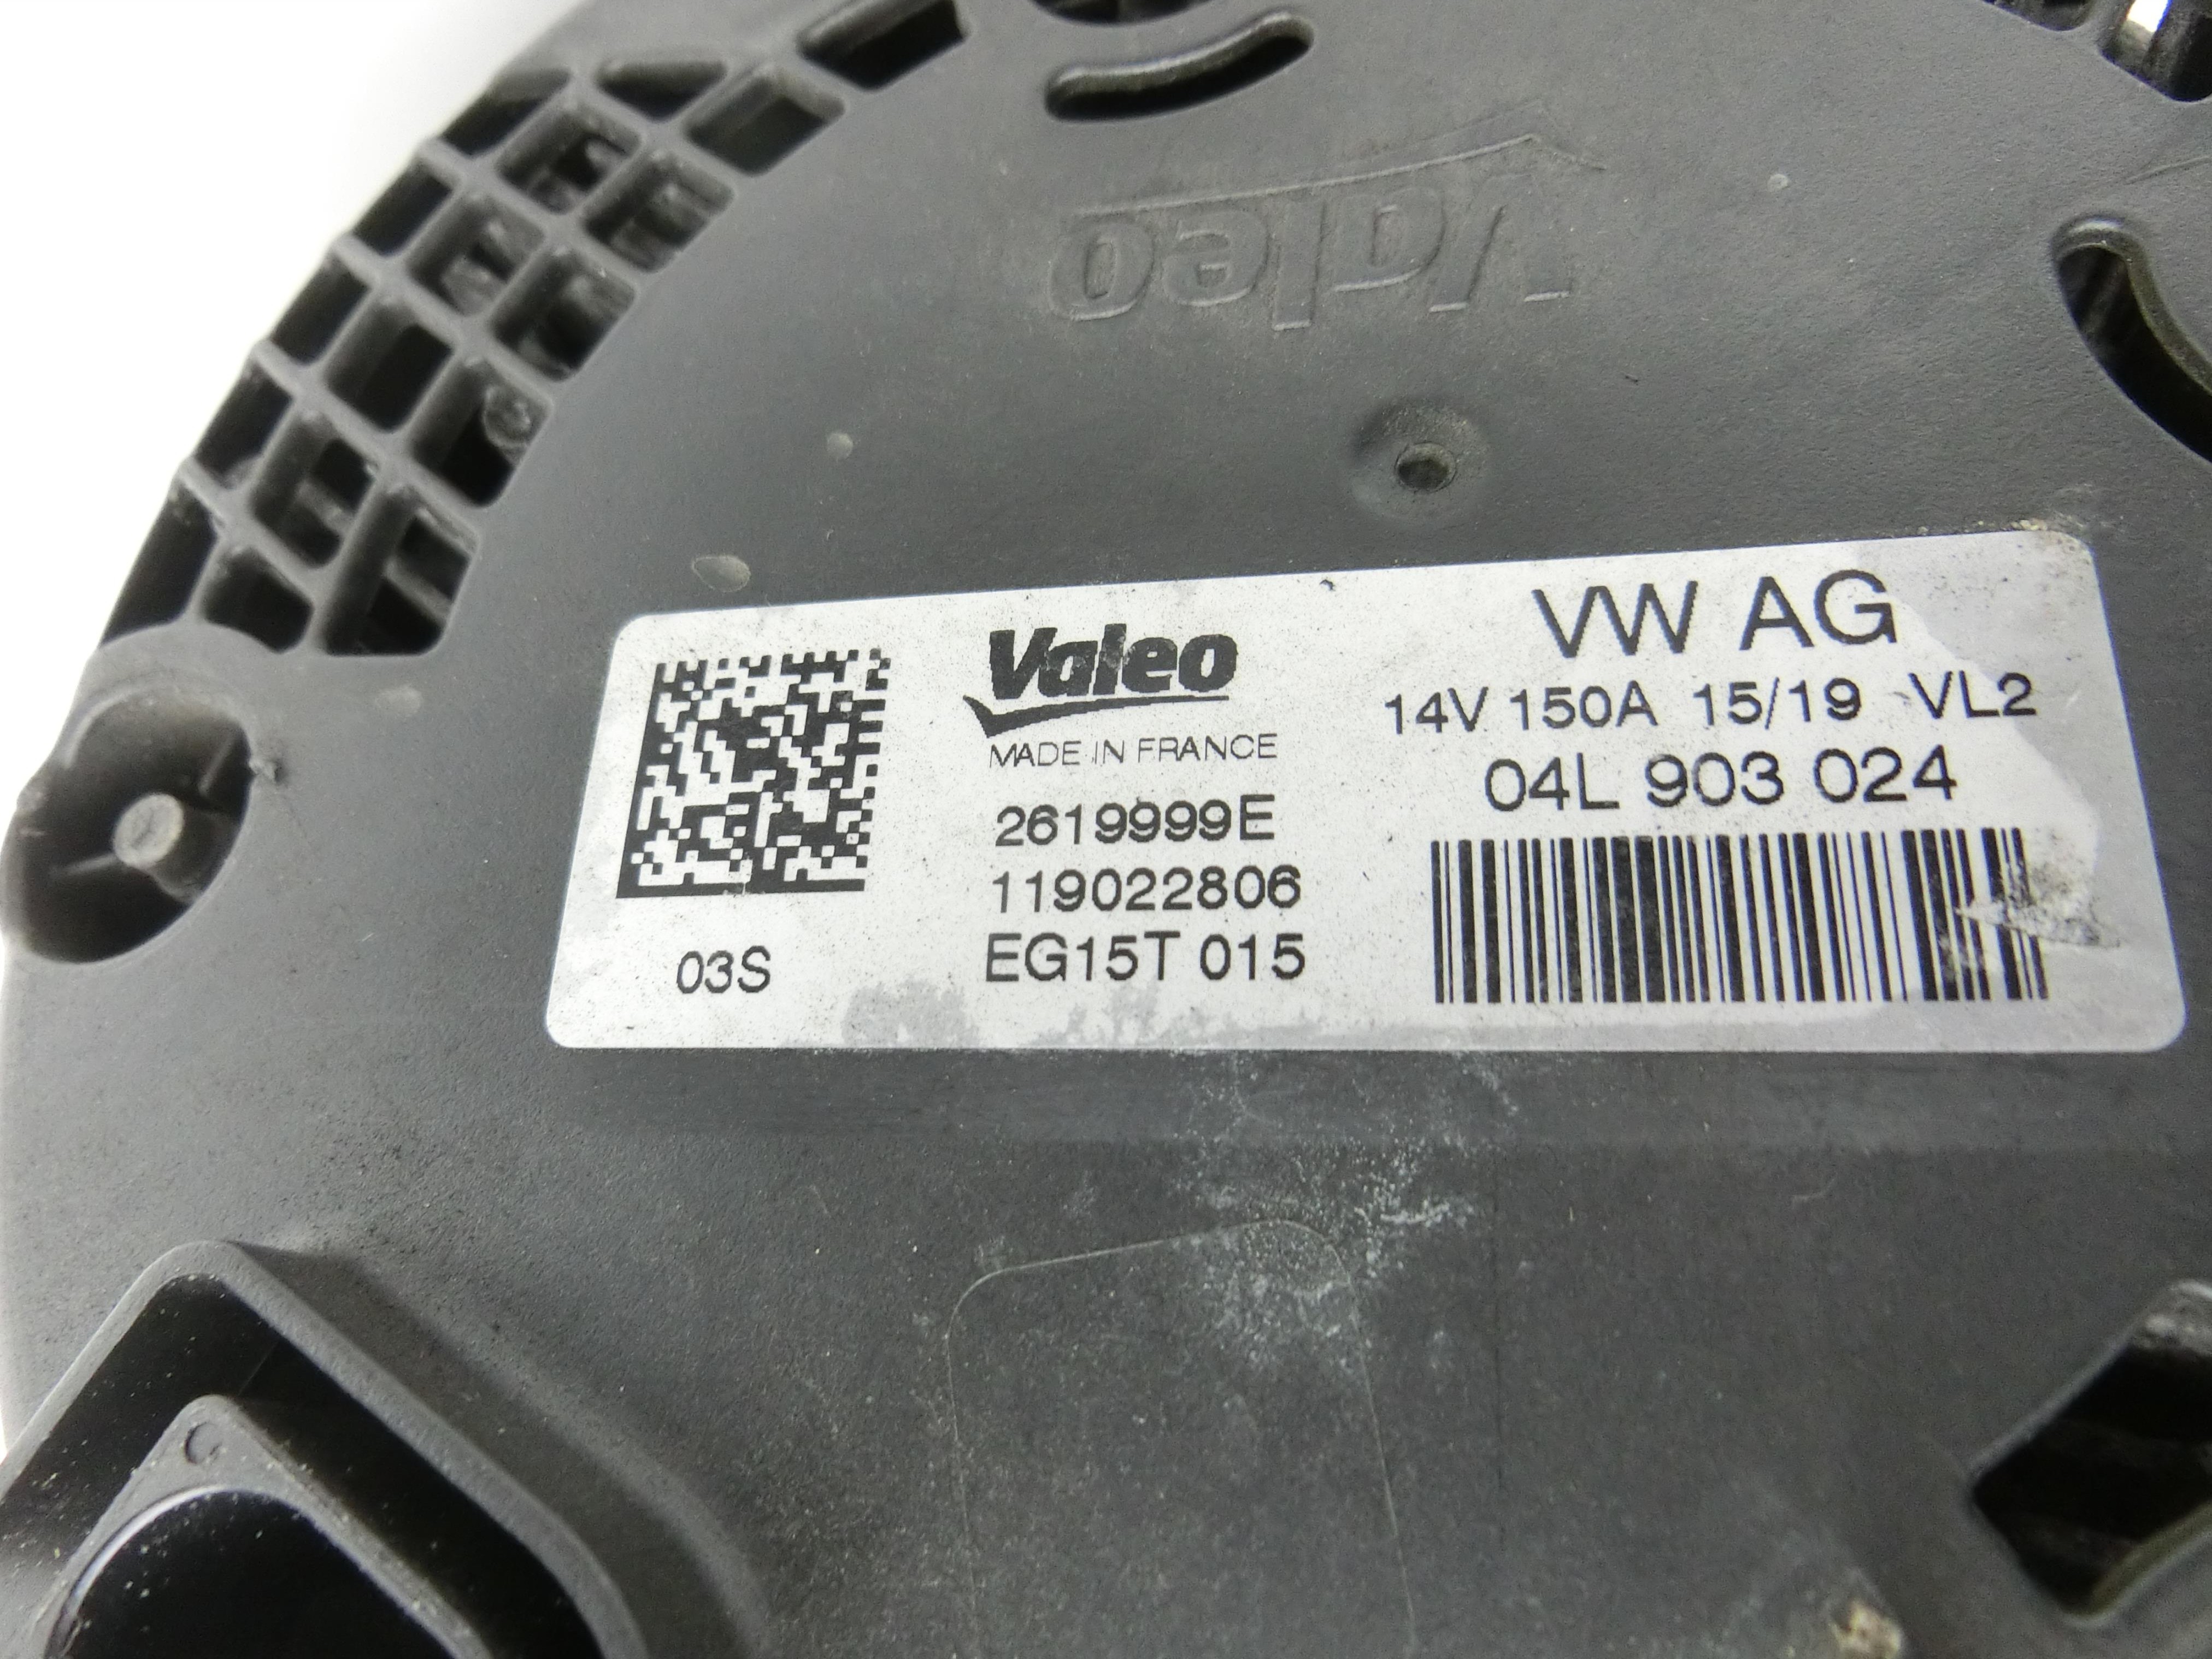 Valeo
Valeo
MADE IN FRANCE
2619999E
119022806
EG15T 015
03S
VW AG
14V 150A 15/19 VL2
04L 903 024